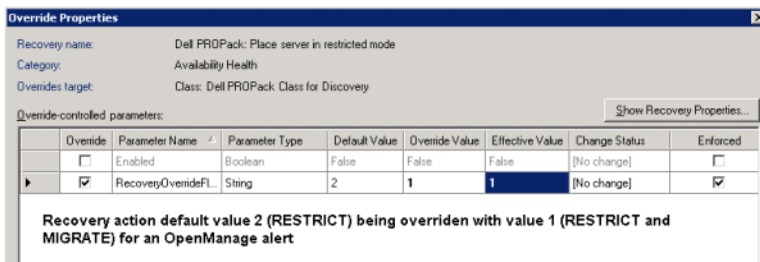 Override Properties
Recovery name: Dell PROPack: Place server in restricted mode
Category: Availability Health
Overrides target: Class: Dell PROPack Class for Discovery
Override-controlled parameters: Show Recovery Properties...
Override Parameter Name Parameter Type Default Value Override Value Effective Value Change Status Enforced
Enabled Boolean False False False [No change]
RecoveryOverrideFl... String 2 1 1 [No change]
Recovery action default value 2 (RESTRICT) being overriden with value 1 (RESTRICT and
MIGRATE) for an OpenManage alert